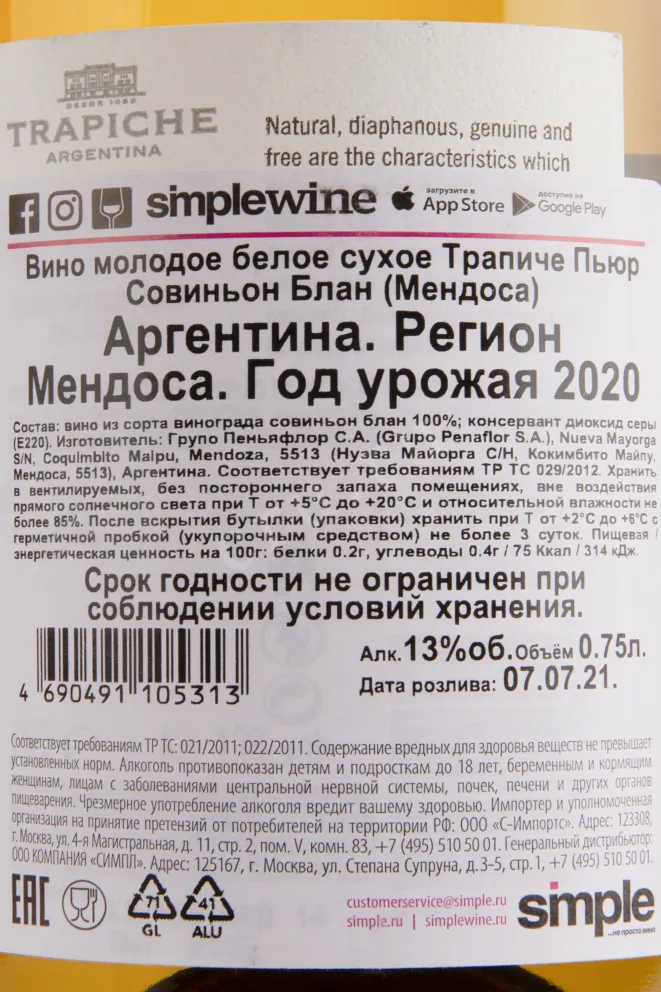 DESDE 1883
TRAPICHE
ARGENTINA
Natural, diaphanous, genuine and
free are the characteristics which
simplewine
загрузите в
App Store
доступно на
Google Play
Вино молодое белое сухое Трапиче Пьюр
Совиньон Блан (Мендоса)
Аргентина. Регион
Мендоса. Год урожая 2020
Состав: вино из сорта винограда совиньон блан 100%; консервант диоксид серы
(E220). Изготовитель: Групо Пеньяфлор С.А. (Grupo Penaflor S.A.), Nueva Mayorga
S/N, Coquimbito Maipu, Mendoza, 5513 (Нуэва Майорга С/Н, Кокимбито Майпу,
Мендоса, 5513), Аргентина. Соответствует требованиям ТР ТС 029/2012. Хранить
в вентилируемых, без постороннего запаха помещениях, вне воздействия
прямого солнечного света при Т от +5°С до +20°С и относительной влажности не
более 85%. После вскрытия бутылки (упаковки) хранить при Т от +2°С до +6°С с
герметичной пробкой (укупорочным средством) не более 3 суток. Пищевая /
энергетическая ценность на 100г: белки 0.2г, углеводы 0.4г / 75 Ккал / 314 кДж.
Срок годности не ограничен при
соблюдении условий хранения.
Алк.13%об.Объём 0.75л.
Дата розлива: 07.07.21.
4 690491 105313
Соответствует требованиям ТР ТС: 021/2011; 022/2011. Содержание вредных для здоровья веществ не превышает
установленных норм. Алкоголь противопоказан детям и подросткам до 18 лет, беременным и кормящим
женщинам, лицам с заболеваниями центральной нервной системы, почек, печени и других органов
пищеварения. Чрезмерное употребление алкоголя вредит вашему здоровью. Импортер и уполномоченная
организация на принятие претензий от потребителей на территории РФ: ООО «С-Импортс». Адрес: 123308,
г. Москва, ул. 4-я Магистральная, д. 11, стр. 2, пом. V, комн. 83, +7 (495) 510 50 01. Генеральный дистрибьютор:
ООО КОМПАНИЯ «СИМПЛ». Адрес: 125167, г. Москва, ул. Степана Супруна, д.3-5, стр.1, +7 (495) 510 50 01.
EAC
71
GL
41
ALU
customerservice@simple.ru
simple.ru | simplewine.ru
simple
...не просто вино